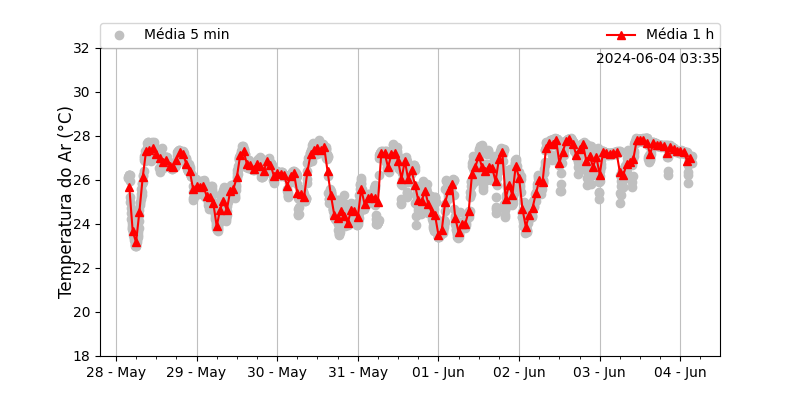 Média 5 min
Média 1 h
2024-06-04 03:35
Temperatura do Ar (°C)
32
30
28
26
24
22
20
18
28 - May
29 - May
30 - May
31 - May
01 - Jun
02 - Jun
03 - Jun
04 - Jun